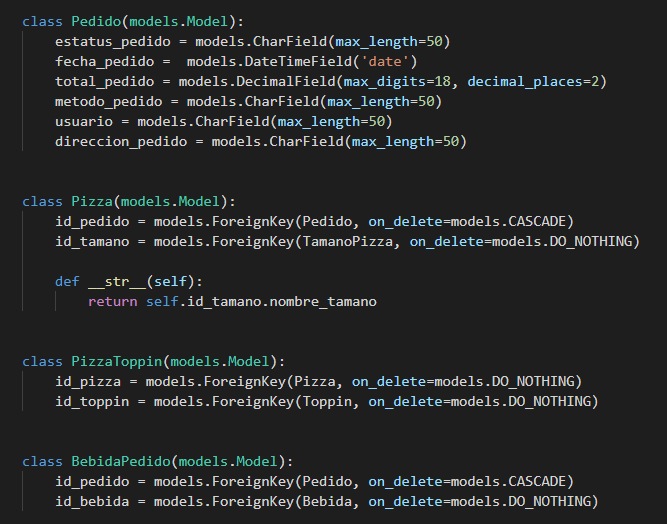 class Pedido(models.Model):
    estatus_pedido = models.CharField(max_length=50)
    fecha_pedido =  models.DateTimeField('date')
    total_pedido = models.DecimalField(max_digits=18, decimal_places=2)
    metodo_pedido = models.CharField(max_length=50)
    usuario = models.CharField(max_length=50)
    direccion_pedido = models.CharField(max_length=50)
class Pizza(models.Model):
    id_pedido = models.ForeignKey(Pedido, on_delete=models.CASCADE)
    id_tamano = models.ForeignKey(TamanoPizza, on_delete=models.DO_NOTHING)
    def __str__(self):
        return self.id_tamano.nombre_tamano
class PizzaToppin(models.Model):
    id_pizza = models.ForeignKey(Pizza, on_delete=models.DO_NOTHING)
    id_toppin = models.ForeignKey(Toppin, on_delete=models.DO_NOTHING)
class BebidaPedido(models.Model):
    id_pedido = models.ForeignKey(Pedido, on_delete=models.CASCADE)
    id_bebida = models.ForeignKey(Bebida, on_delete=models.DO_NOTHING)